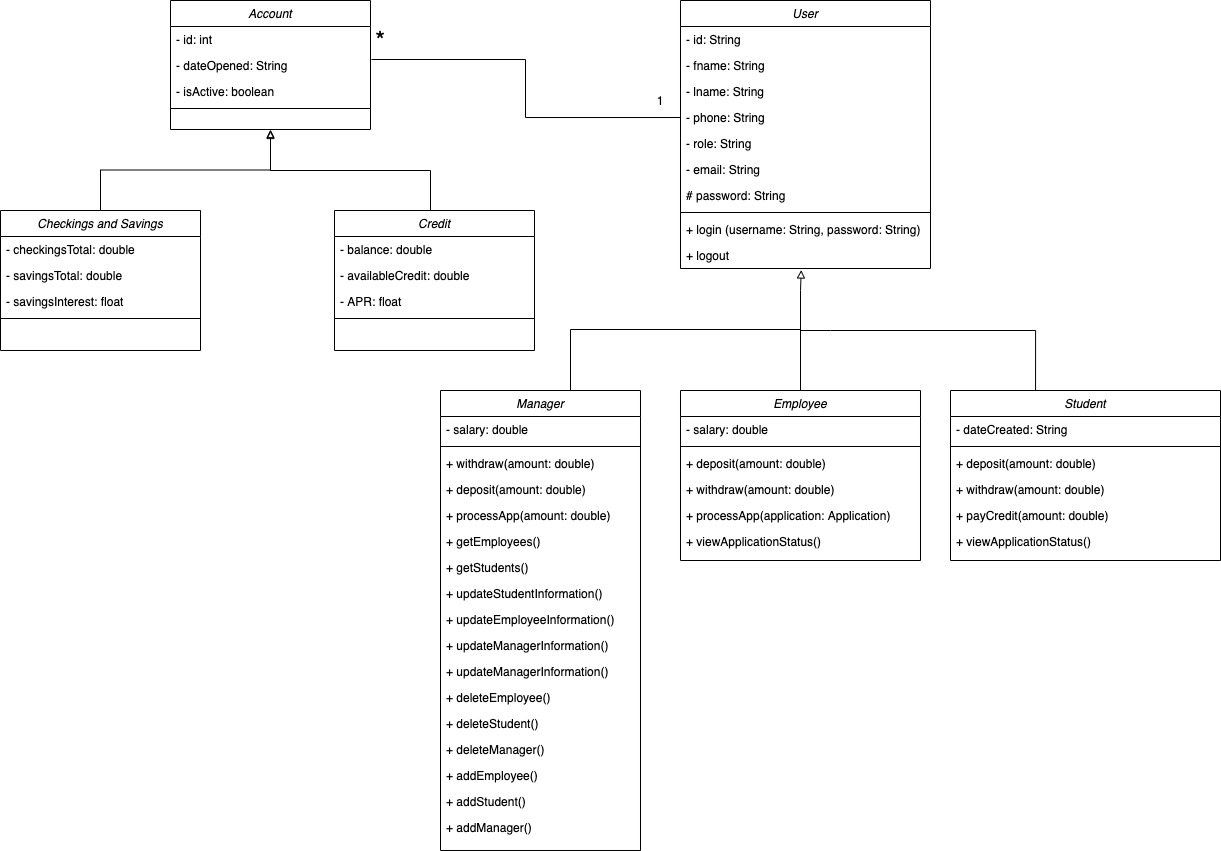 Account
- id: int
- dateOpened: String
- isActive: boolean
*
1
User
- id: String
- fname: String
- lname: String
- phone: String
- role: String
- email: String
# password: String
+ login (username: String, password: String)
+ logout
Checkings and Savings
- checkingsTotal: double
- savingsTotal: double
- savingsInterest: float
Credit
- balance: double
- availableCredit: double
- APR: float
Manager
- salary: double
+ withdraw(amount: double)
+ deposit(amount: double)
+ processApp(amount: double)
+ getEmployees()
+ getStudents()
+ updateStudentInformation()
+ updateEmployeeInformation()
+ updateManagerInformation()
+ updateManagerInformation()
+ deleteEmployee()
+ deleteStudent()
+ deleteManager()
+ addEmployee()
+ addStudent()
+ addManager()
Employee
- salary: double
+ deposit(amount: double)
+ withdraw(amount: double)
+ processApp(application: Application)
+ viewApplicationStatus()
Student
- dateCreated: String
+ deposit(amount: double)
+ withdraw(amount: double)
+ payCredit(amount: double)
+ viewApplicationStatus()